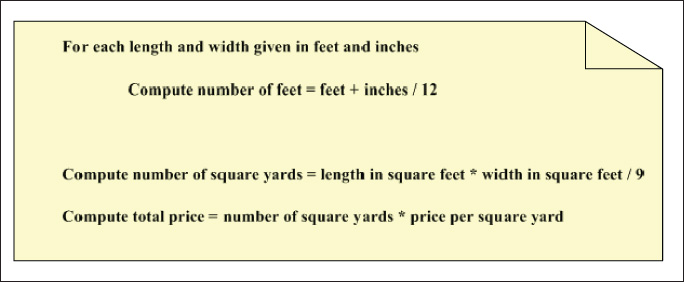 For each length and width given in feet and inches
Compute number of feet = feet + inches / 12
Compute number of square yards = length in square feet * width in square feet / 9
Compute total price = number of square yards * price per square yard